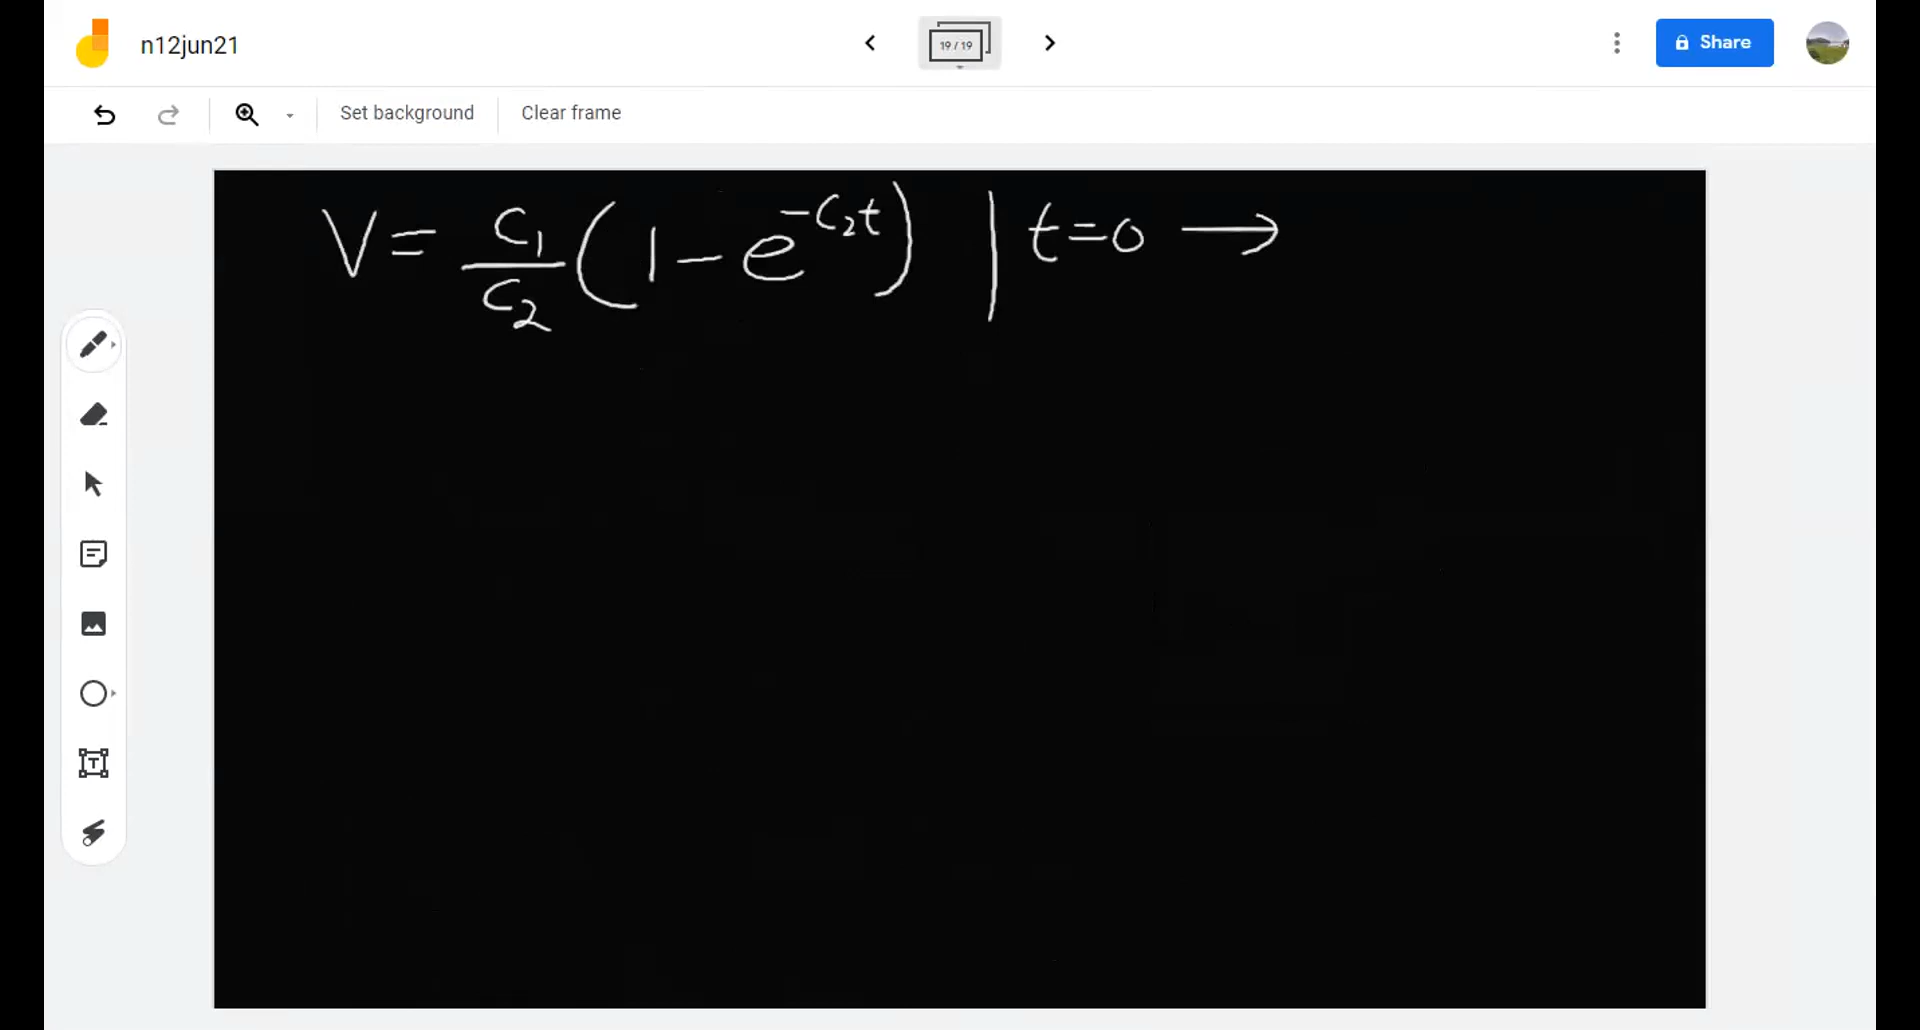 n12jun21
19 / 19
Share
Set background
Clear frame
V = c₁/c₂ (1 - e^(-c₂t)) | t = 0 →
T